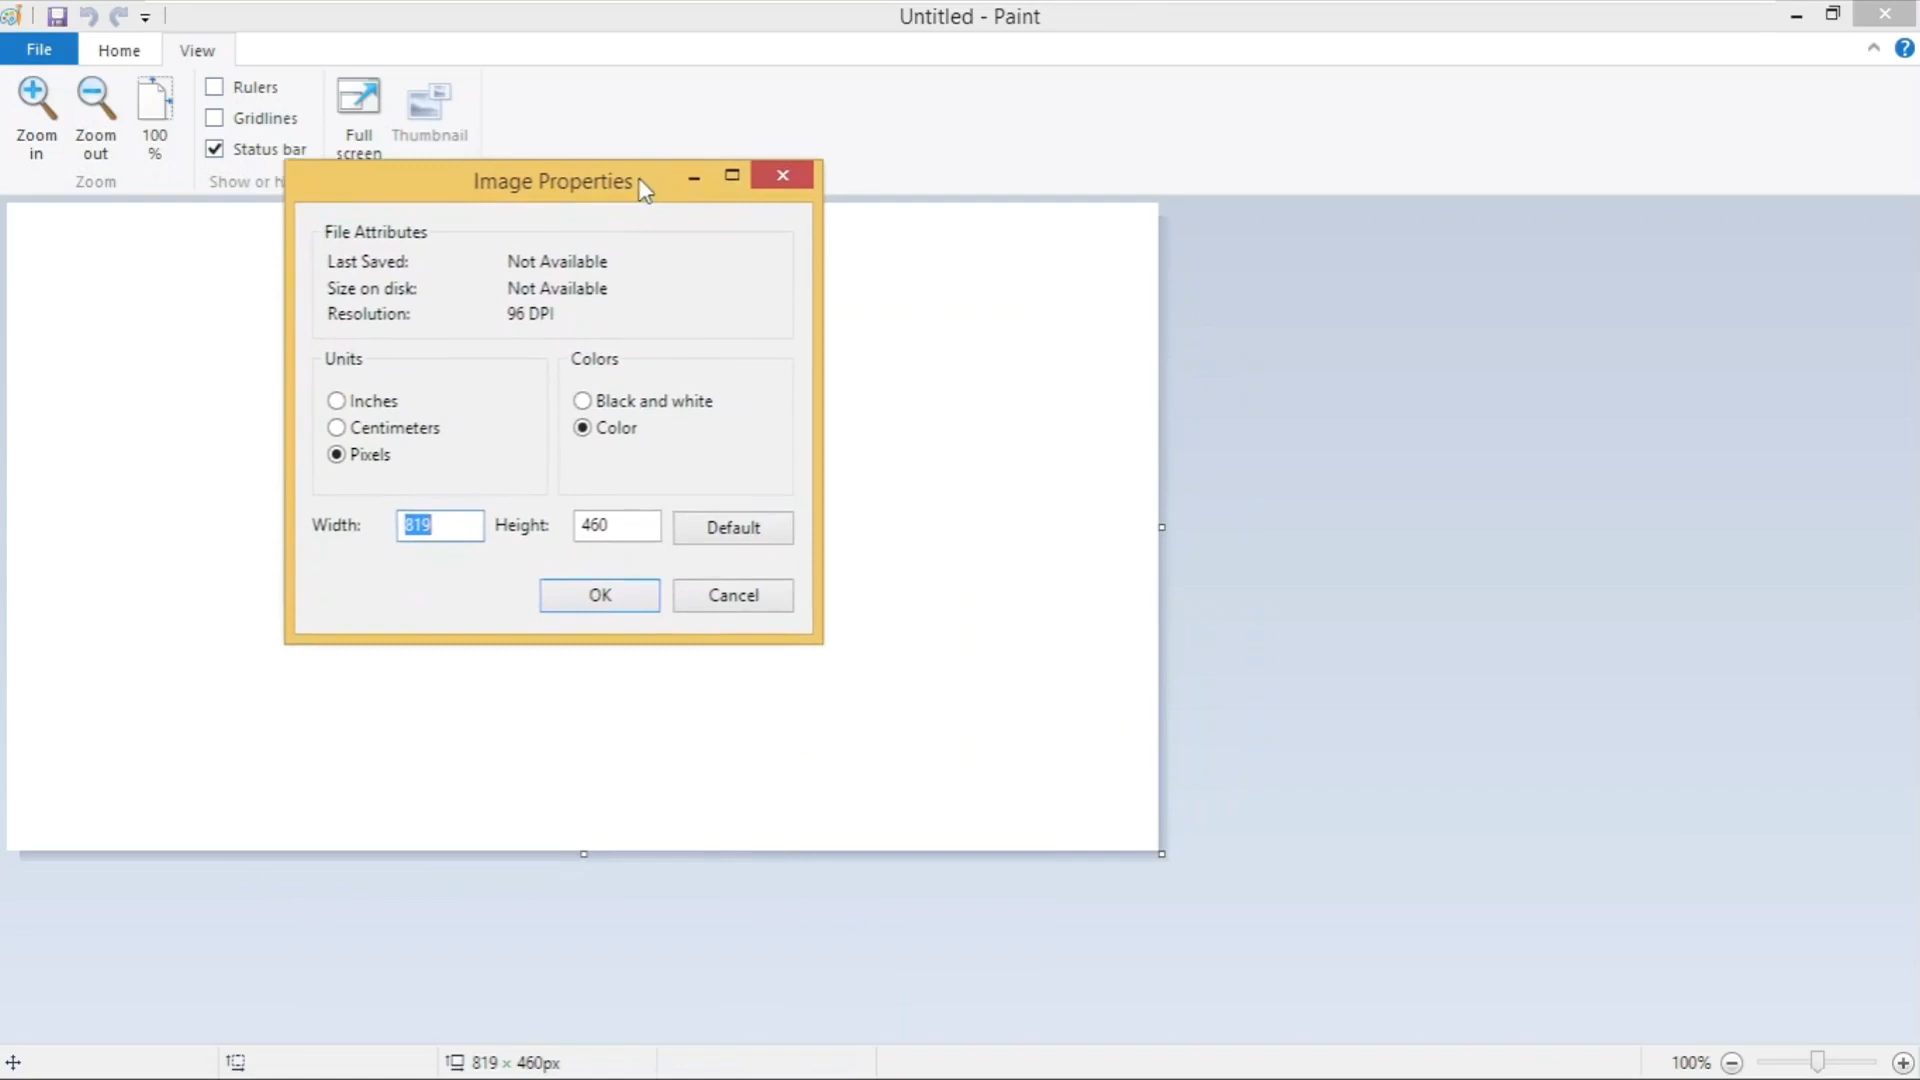 Untitled - Paint
File Home View
Zoom in
Zoom out
100 %
Rulers
Gridlines
Status bar
Full screen
Thumbnail
Zoom
Show or h
Image Properties
File Attributes
Last Saved: Not Available
Size on disk: Not Available
Resolution: 96 DPI
Units
Inches
Centimeters
Pixels
Colors
Black and white
Color
Width: 819 Height: 460 Default
OK Cancel
819 × 460px
100%